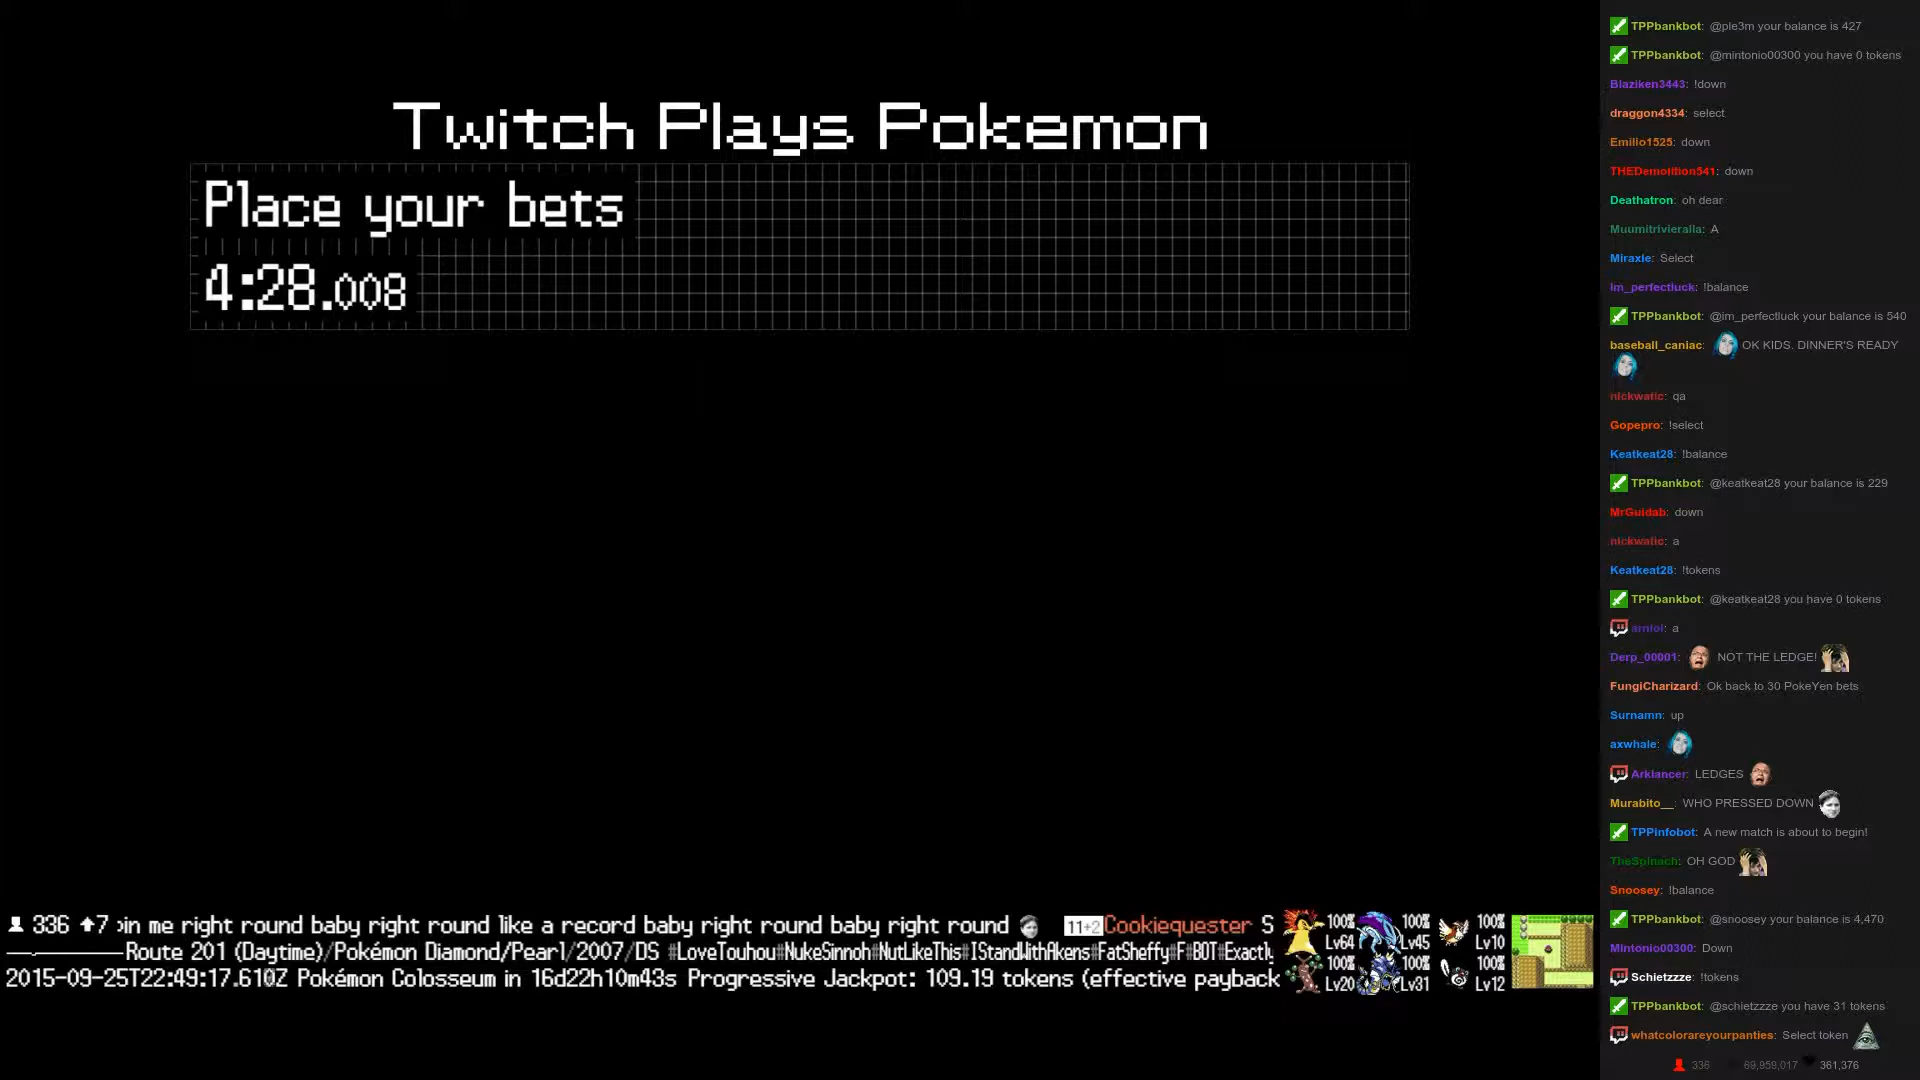 Twitch Plays Pokemon
Place your bets
4:28.008
336 7 me right round baby right round like a record baby right round baby right round 11+2 Cookiequester S
Route 201 (Daytime)/Pokémon Diamond/Pearl/2007/DS #LoveTouhou#NukeSinnoh#NutLikeThis#IStandWithAkens#FatSheffy#F#BOT#Exactly
2015-09-25T22:49:17.610Z Pokémon Colosseum in 16d22h10m43s Progressive Jackpot: 109.19 tokens (effective payback
100% Lv64 100% Lv45 100% Lv10
100% Lv20 100% Lv31 100% Lv12
TPPbankbot: @ple3m your balance is 427
TPPbankbot: @mintonio00300 you have 0 tokens
Blaziken3443: !down
draggon4334: select
Emilio1525: down
THEDemolition541: down
Deathatron: oh dear
Muumitrivieralla: A
Miraxie: Select
Im_perfectluck: !balance
TPPbankbot: @im_perfectluck your balance is 540
baseball_caniac: OK KIDS. DINNER'S READY
nickwatic: qa
Gopepro: !select
Keatkeat28: !balance
TPPbankbot: @keatkeat28 your balance is 229
MrGuidab: down
nickwatic: a
Keatkeat28: !tokens
TPPbankbot: @keatkeat28 you have 0 tokens
arnioi: a
Derp_00001: NOT THE LEDGE!
FungiCharizard: Ok back to 30 PokeYen bets
Surnamn: up
axwhale:
Arklancer: LEDGES
Murabito__: WHO PRESSED DOWN
TPPinfobot: A new match is about to begin!
TheSpinach: OH GOD
Snoosey: !balance
TPPbankbot: @snoosey your balance is 4,470
Mintonio00300: Down
Schietzzze: !tokens
TPPbankbot: @schietzzze you have 31 tokens
whatcolorareyourpanties: Select token
336 69,959,017 361,376